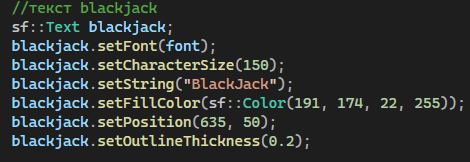 //текст blackjack
sf::Text blackjack;
blackjack.setFont(font);
blackjack.setCharacterSize(150);
blackjack.setString("BlackJack");
blackjack.setFillColor(sf::Color(191, 174, 22, 255));
blackjack.setPosition(635, 50);
blackjack.setOutlineThickness(0.2);